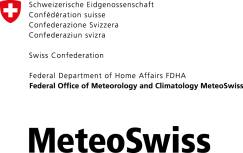 Schweizerische Eidgenossenschaft
Confédération suisse
Confederazione Svizzera
Confederaziun svizra
Swiss Confederation
Federal Department of Home Affairs FDHA
Federal Office of Meteorology and Climatology MeteoSwiss
MeteoSwiss